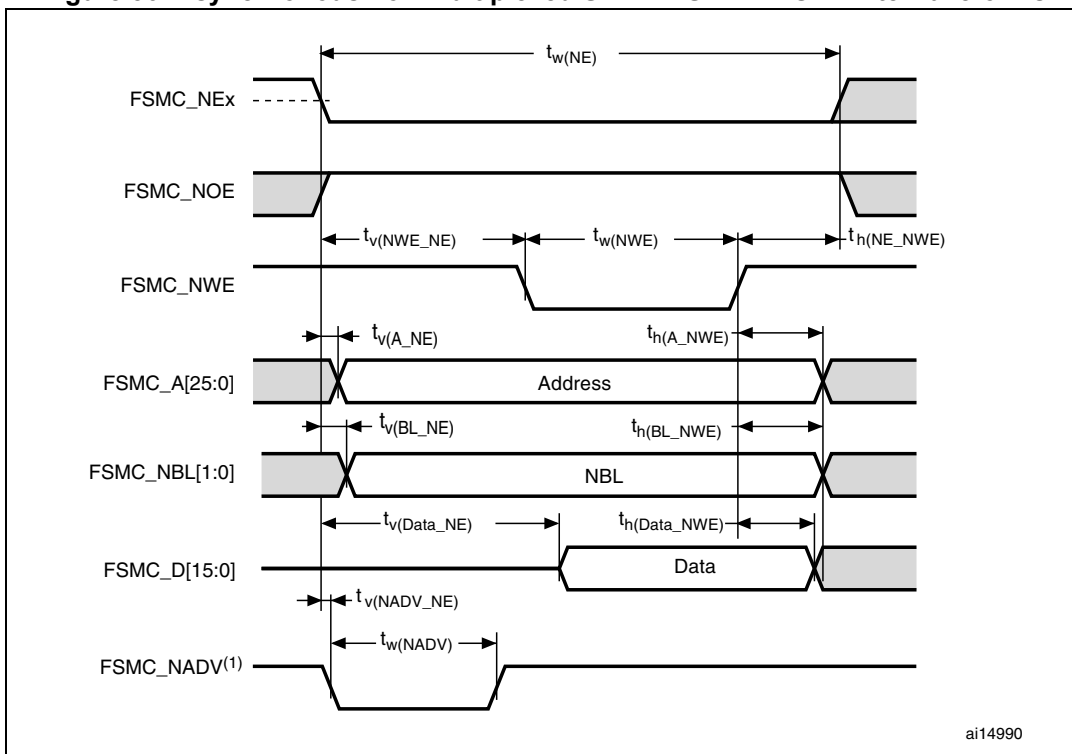 tw(NE)
FSMC_NEx
FSMC_NOE
tv(NWE_NE)
tw(NWE)
th(NE_NWE)
FSMC_NWE
tv(A_NE)
th(A_NWE)
FSMC_A[25:0]
Address
tv(BL_NE)
th(BL_NWE)
FSMC_NBL[1:0]
NBL
tv(Data_NE)
th(Data_NWE)
FSMC_D[15:0]
Data
tv(NADV_NE)
tw(NADV)
FSMC_NADV(1)
ai14990